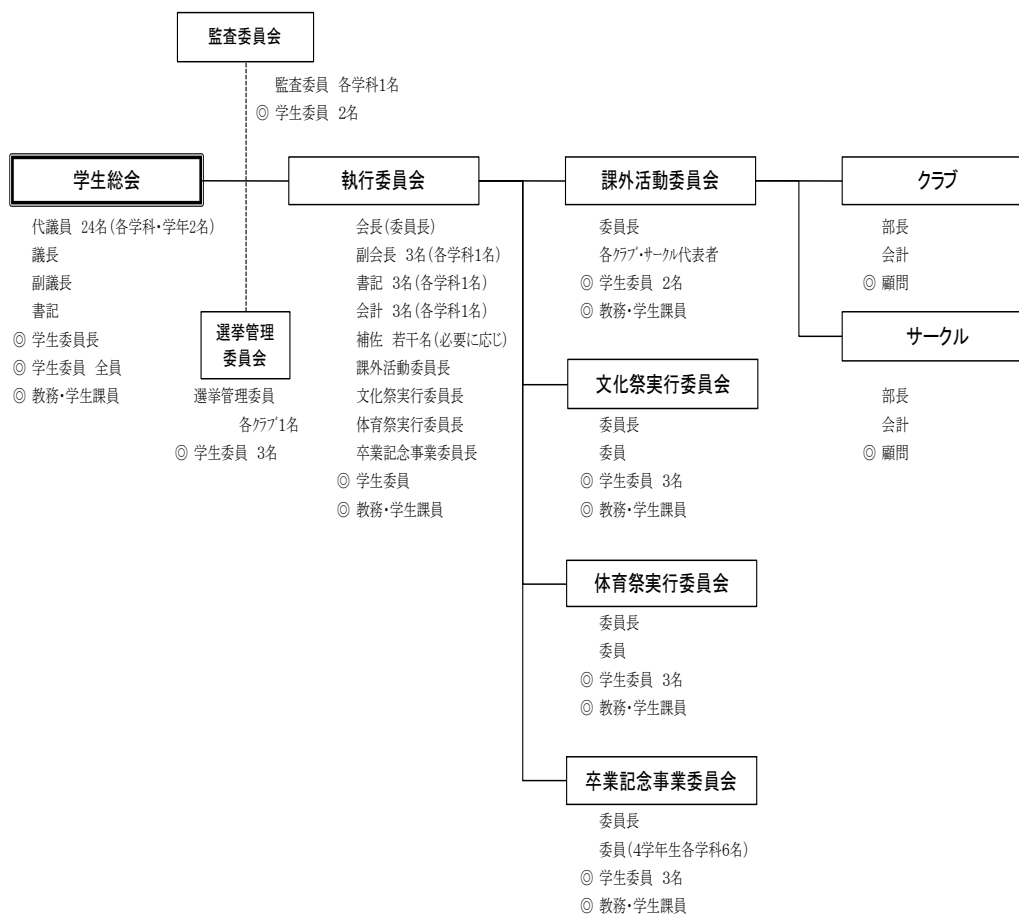 監査委員会
監査委員 各学科1名
◎ 学生委員 2名
学生総会
代議員 24名(各学科・学年2名)
議長
副議長
書記
◎ 学生委員長
◎ 学生委員 全員
◎ 教務・学生課員
選挙管理
委員会
選挙管理委員
各クラブ1名
◎ 学生委員 3名
執行委員会
会長(委員長)
副会長 3名(各学科1名)
書記 3名(各学科1名)
会計 3名(各学科1名)
補佐 若干名(必要に応じ)
課外活動委員長
文化祭実行委員長
体育祭実行委員長
卒業記念事業委員長
◎ 学生委員
◎ 教務・学生課員
課外活動委員会
委員長
各クラブ・サークル代表者
◎ 学生委員 2名
◎ 教務・学生課員
文化祭実行委員会
委員長
委員
◎ 学生委員 3名
◎ 教務・学生課員
体育祭実行委員会
委員長
委員
◎ 学生委員 3名
◎ 教務・学生課員
卒業記念事業委員会
委員長
委員(4学年生各学科6名)
◎ 学生委員 3名
◎ 教務・学生課員
クラブ
部長
会計
◎ 顧問
サークル
部長
会計
◎ 顧問